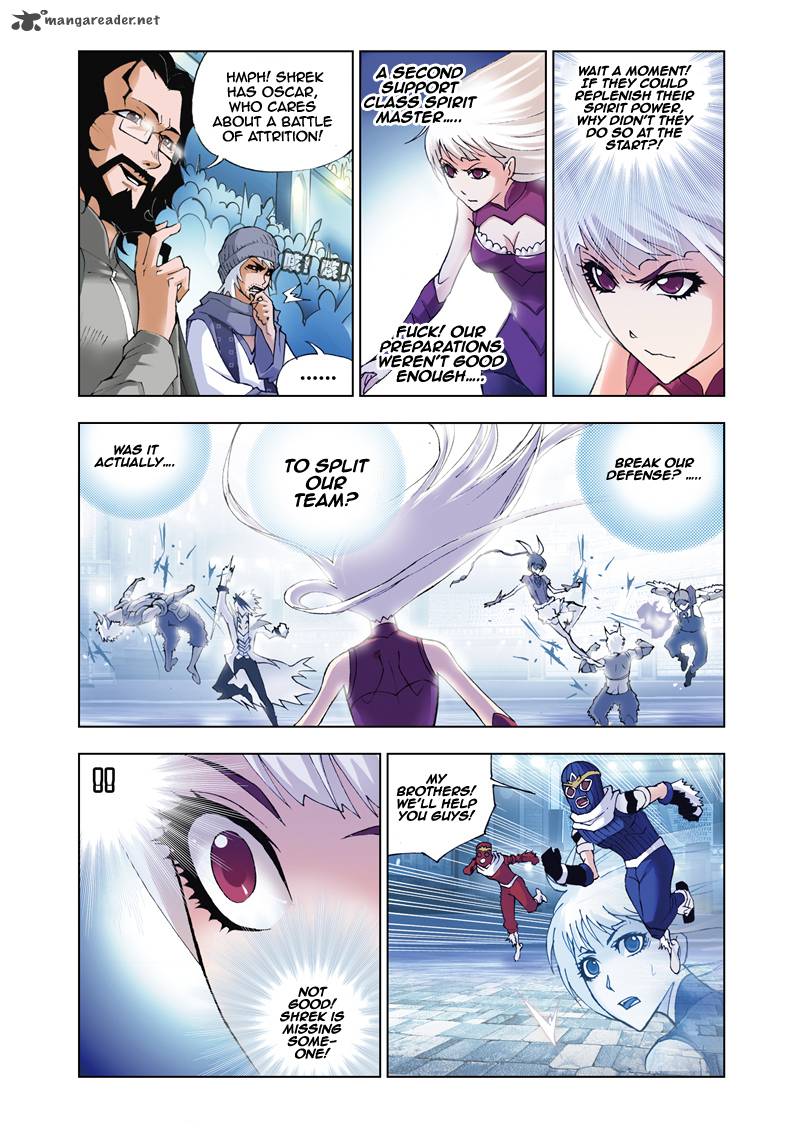 mangareader.net
HMPH! SHREK
HAS OSCAR,
WHO CARES
ABOUT A BATTLE
OF ATTRITION!
......
A SECOND
SUPPORT
CLASS SPIRIT
MASTER.....
FUCK! OUR
PREPARATIONS
WEREN'T GOOD
ENOUGH.....
WAIT A MOMENT!
IF THEY COULD
REPLENISH THEIR
SPIRIT POWER,
WHY DIDN'T THEY
DO SO AT THE
START?!
WAS IT
ACTUALLY....
TO SPLIT
OUR
TEAM?
BREAK OUR
DEFENSE? .....
!!
NOT
GOOD!
SHREK IS
MISSING
SOME-
ONE!
MY
BROTHERS!
WE'LL HELP
YOU GUYS!